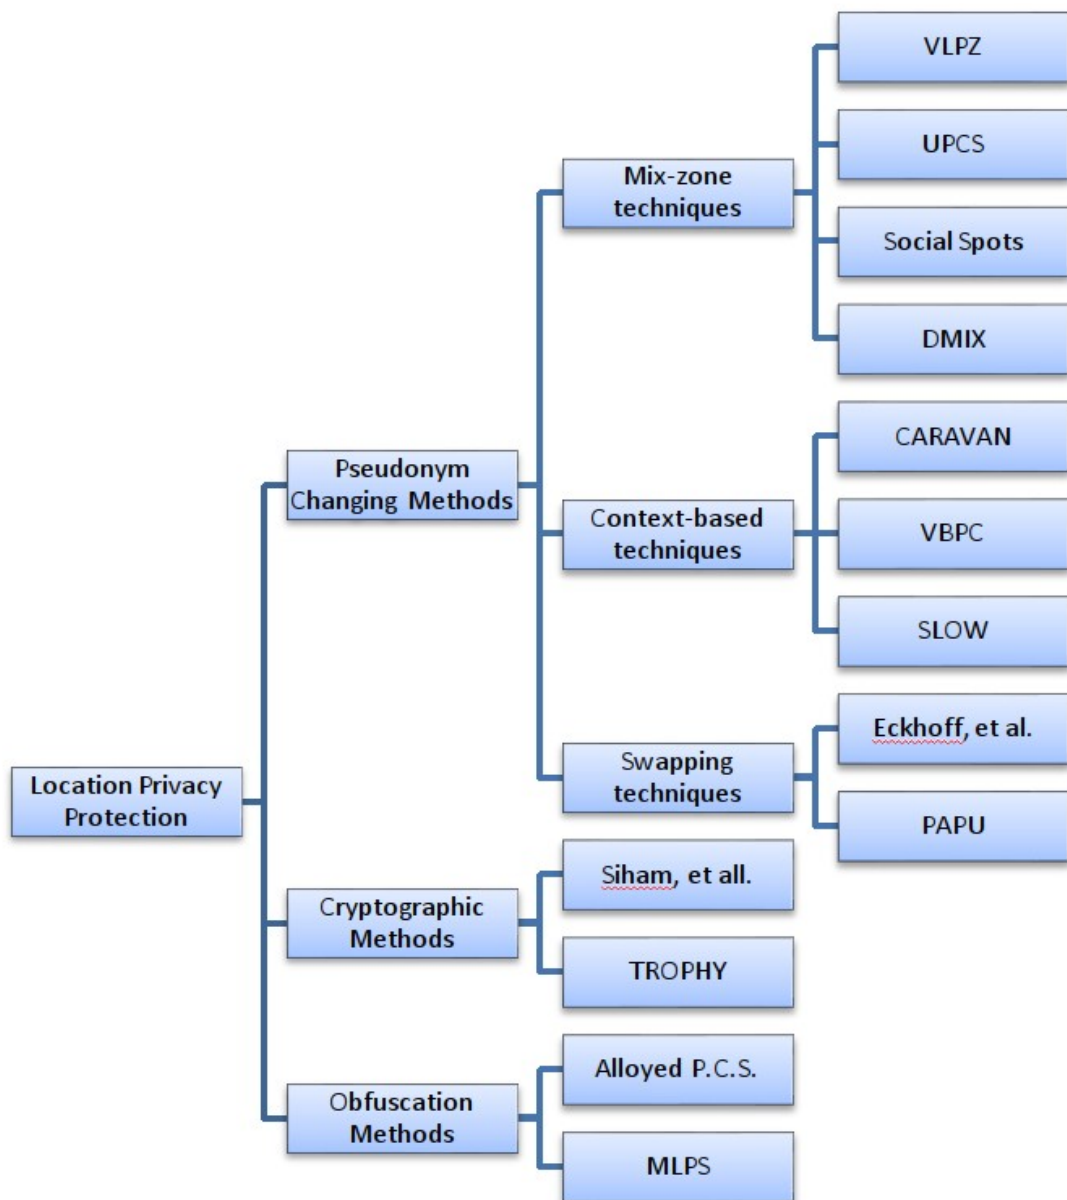 VLPZ
UPCS
Mix-zone
techniques
Social Spots
DMIX
CARAVAN
Pseudonym
Changing Methods
Context-based
techniques
VBPC
SLOW
Eckhoff, et al.
Swapping
techniques
PAPU
Location Privacy
Protection
Siham, et all.
Cryptographic
Methods
TROPHY
Alloyed P.C.S.
Obfuscation
Methods
MLPS